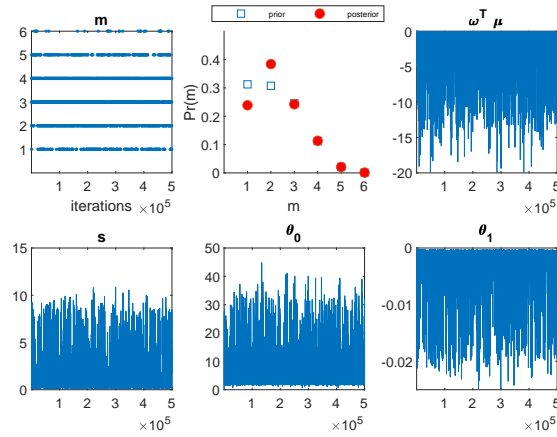 prior posterior
m
6
5
4
3
2
1
1 2 3 4 5
iterations ×10^5
Pr(m)
0.4
0.3
0.2
0.1
0
1 2 3 4 5 6
m
ω^T μ
0
-5
-10
-15
-20
1 2 3 4 5
×10^5
s
15
10
5
0
1 2 3 4 5
×10^5
θ_0
50
40
30
20
10
0
1 2 3 4 5
×10^5
θ_1
0
-0.01
-0.02
1 2 3 4 5
×10^5